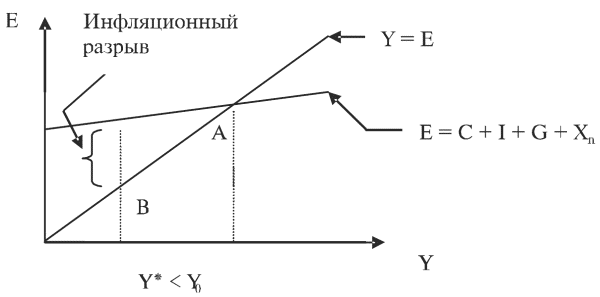 E
Инфляционный
разрыв
Y = E
A
E = C + I + G + Xn
B
Y
Y* < Y0